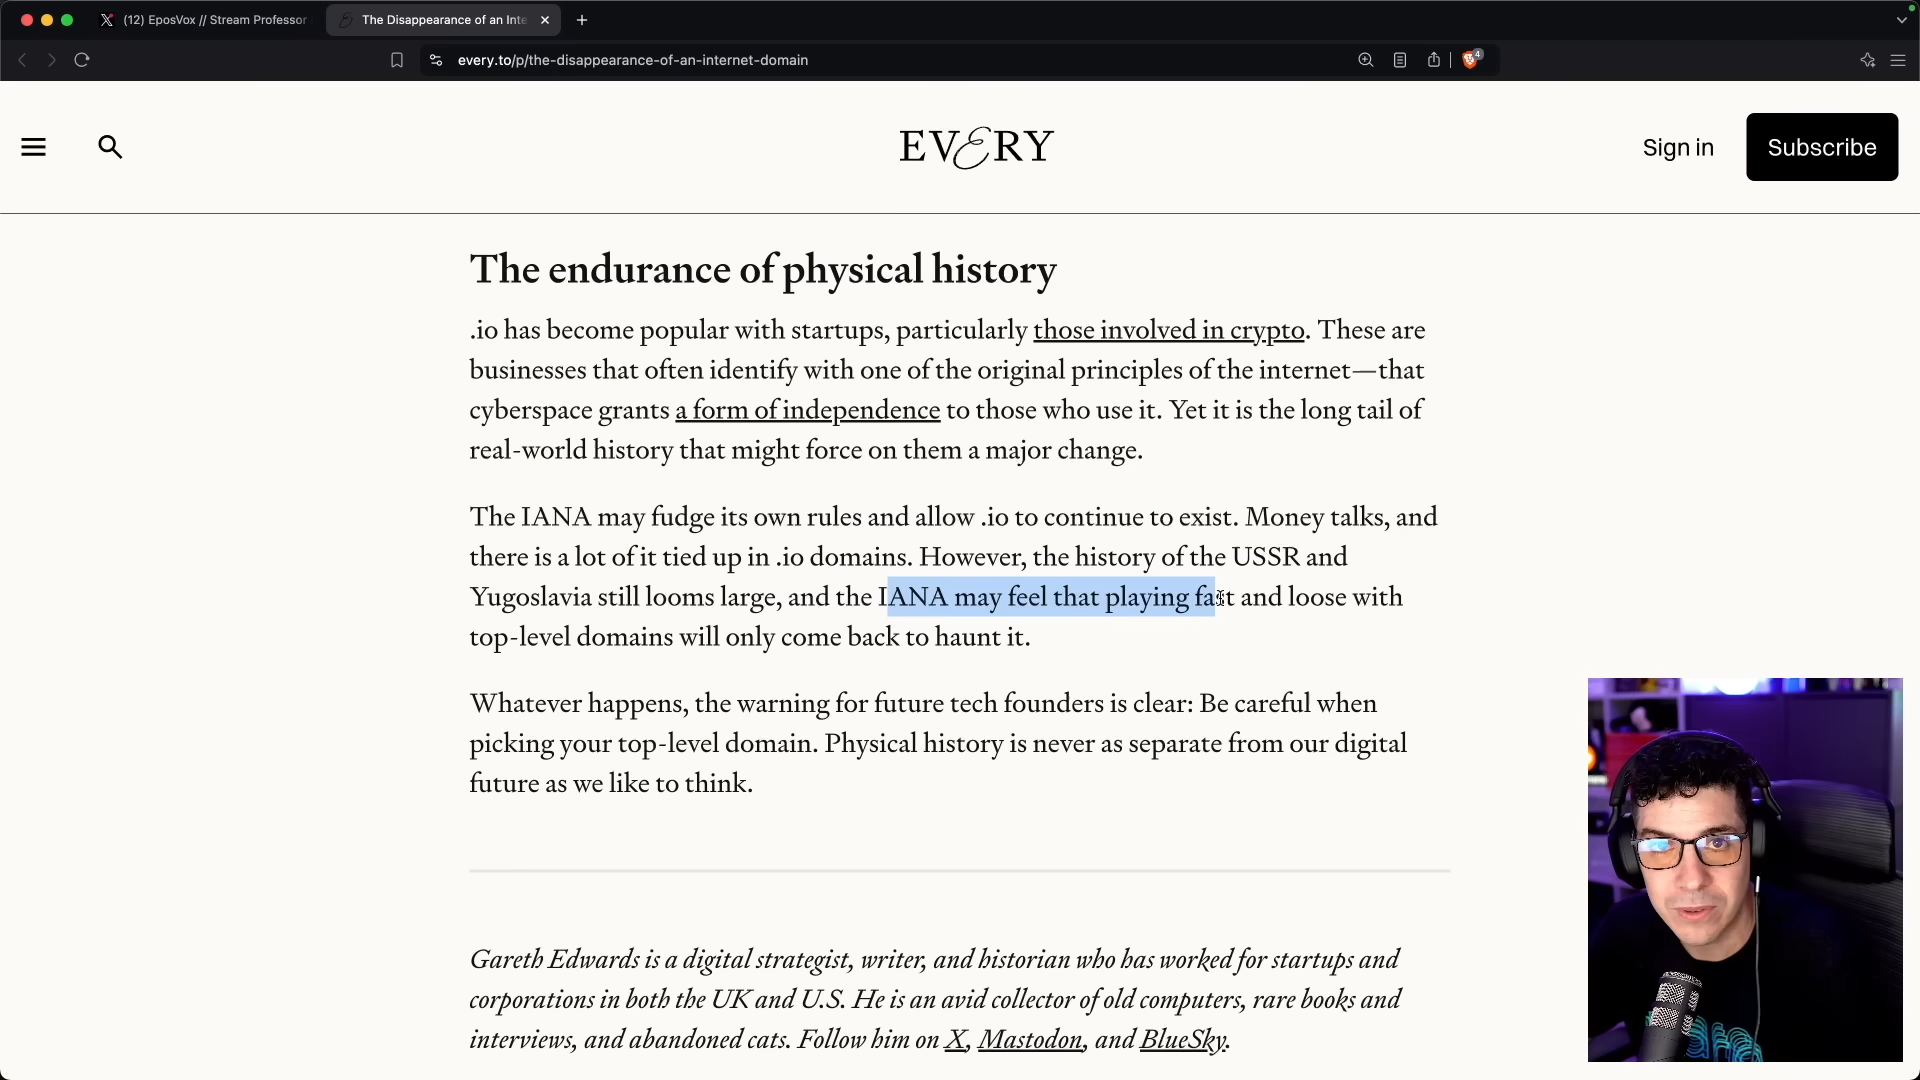 (12) EposVox // Stream Professor
The Disappearance of an Inte
every.to/p/the-disappearance-of-an-internet-domain
4
EVERY
Sign in
Subscribe
The endurance of physical history
.io has become popular with startups, particularly those involved in crypto. These are
businesses that often identify with one of the original principles of the internet—that
cyberspace grants a form of independence to those who use it. Yet it is the long tail of
real-world history that might force on them a major change.
The IANA may fudge its own rules and allow .io to continue to exist. Money talks, and
there is a lot of it tied up in .io domains. However, the history of the USSR and
Yugoslavia still looms large, and the IANA may feel that playing fast and loose with
top-level domains will only come back to haunt it.
Whatever happens, the warning for future tech founders is clear: Be careful when
picking your top-level domain. Physical history is never as separate from our digital
future as we like to think.
Gareth Edwards is a digital strategist, writer, and historian who has worked for startups and
corporations in both the UK and U.S. He is an avid collector of old computers, rare books and
interviews, and abandoned cats. Follow him on X, Mastodon, and BlueSky.